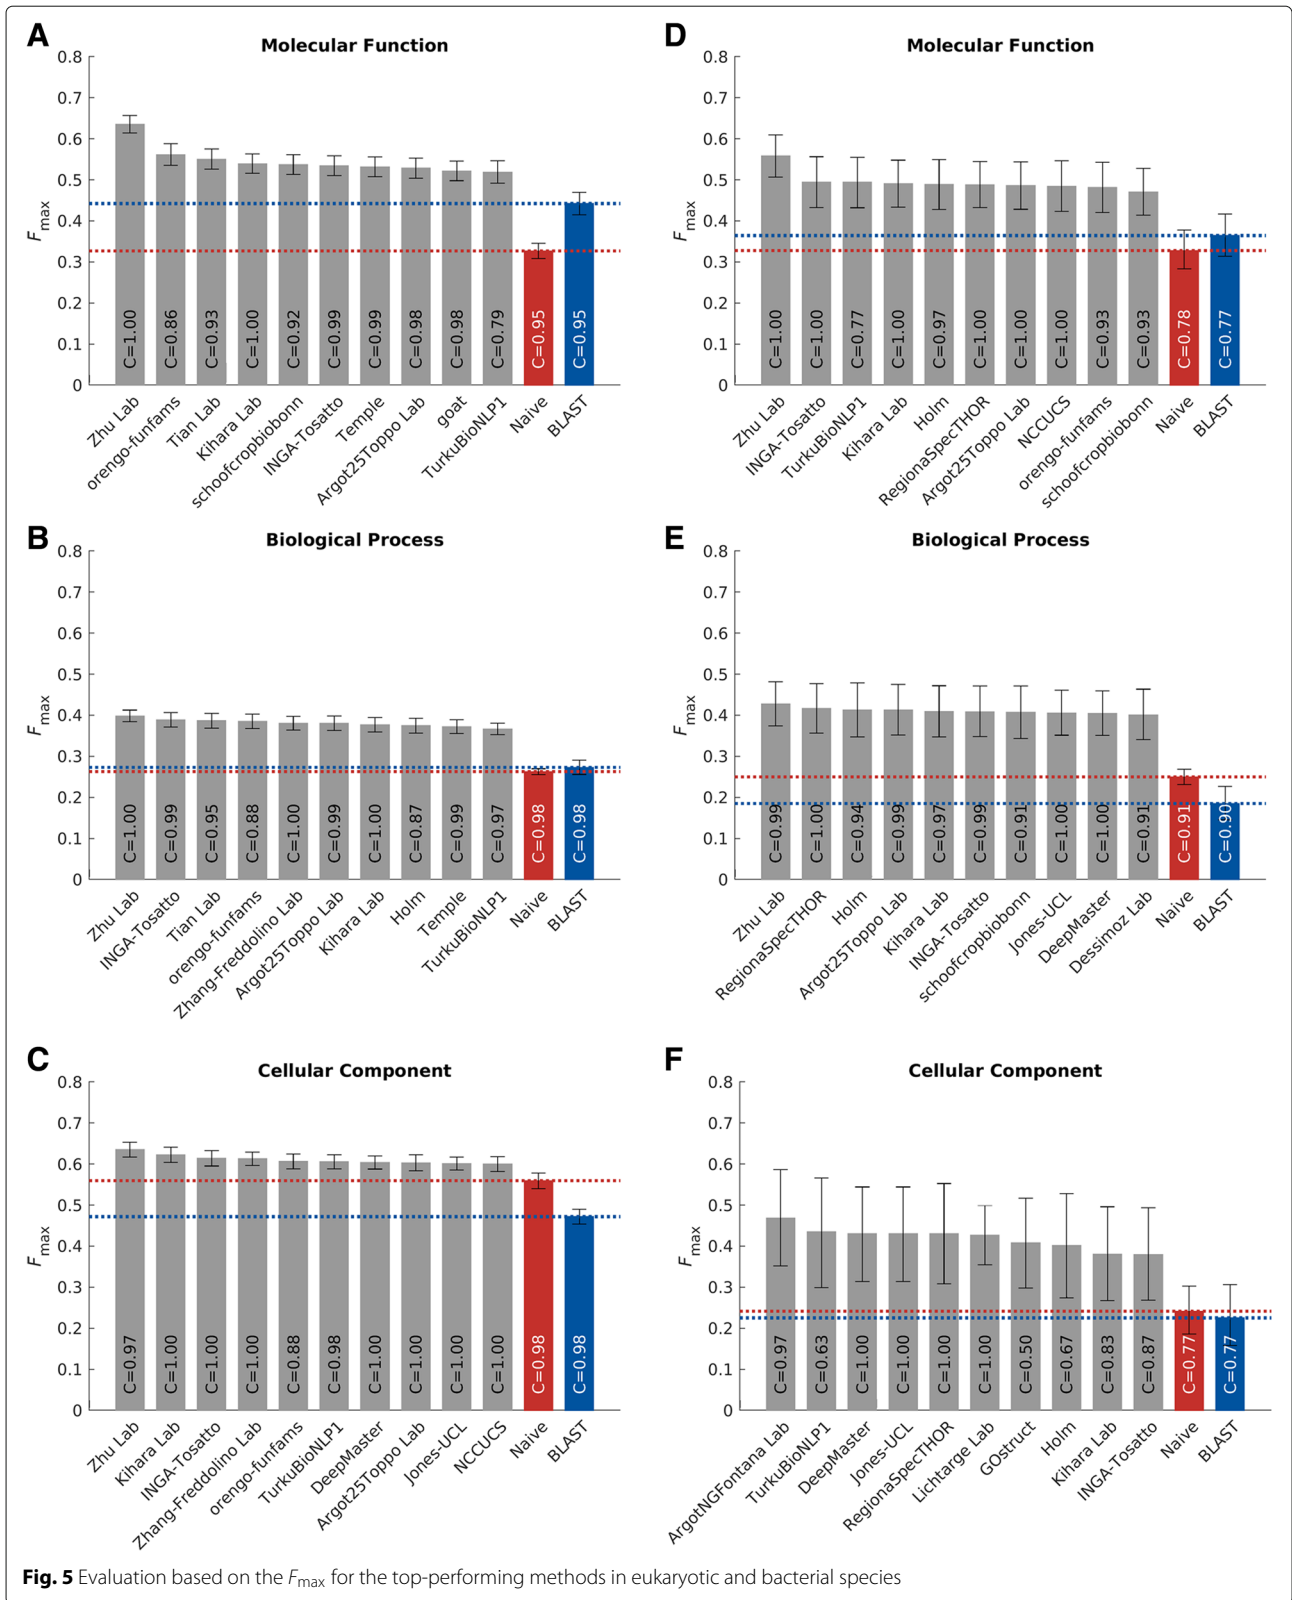 A
Molecular Function
0.8
0.7
0.6
0.5
0.4
0.3
0.2
0.1
0
Fmax
C=1.00
C=0.86
C=0.93
C=1.00
C=0.92
C=0.99
C=0.99
C=0.98
C=0.98
C=0.79
C=0.95
C=0.95
Zhu Lab
orengo-funfams
Tian Lab
Kihara Lab
schoofcropbiobonn
INGA-Tosatto
Temple
Argot25Toppo Lab
goat
TurkuBioNLP1
Naive
BLAST
D
Molecular Function
0.8
0.7
0.6
0.5
0.4
0.3
0.2
0.1
0
Fmax
C=1.00
C=1.00
C=0.77
C=1.00
C=0.97
C=1.00
C=1.00
C=1.00
C=0.93
C=0.93
C=0.78
C=0.77
Zhu Lab
INGA-Tosatto
TurkuBioNLP1
Kihara Lab
Holm
RegionaSpecTHOR
Argot25Toppo Lab
NCCUCS
orengo-funfams
schoofcropbiobonn
Naive
BLAST
B
Biological Process
0.8
0.7
0.6
0.5
0.4
0.3
0.2
0.1
0
Fmax
C=1.00
C=0.99
C=0.95
C=0.88
C=1.00
C=0.99
C=1.00
C=0.87
C=0.99
C=0.97
C=0.98
C=0.98
Zhu Lab
INGA-Tosatto
Tian Lab
orengo-funfams
Zhang-Freddolino Lab
Argot25Toppo Lab
Kihara Lab
Holm
Temple
TurkuBioNLP1
Naive
BLAST
E
Biological Process
0.8
0.7
0.6
0.5
0.4
0.3
0.2
0.1
0
Fmax
C=0.99
C=1.00
C=0.94
C=0.99
C=0.97
C=0.99
C=0.91
C=1.00
C=1.00
C=0.91
C=0.91
C=0.90
Zhu Lab
RegionaSpecTHOR
Holm
Argot25Toppo Lab
Kihara Lab
INGA-Tosatto
schoofcropbiobonn
Jones-UCL
DeepMaster
Dessimoz Lab
Naive
BLAST
C
Cellular Component
0.8
0.7
0.6
0.5
0.4
0.3
0.2
0.1
0
Fmax
C=0.97
C=1.00
C=1.00
C=1.00
C=0.88
C=0.98
C=1.00
C=1.00
C=1.00
C=1.00
C=0.98
C=0.98
Zhu Lab
Kihara Lab
INGA-Tosatto
Zhang-Freddolino Lab
orengo-funfams
TurkuBioNLP1
DeepMaster
Argot25Toppo Lab
Jones-UCL
NCCUCS
Naive
BLAST
F
Cellular Component
0.8
0.7
0.6
0.5
0.4
0.3
0.2
0.1
0
Fmax
C=0.97
C=0.63
C=1.00
C=1.00
C=1.00
C=1.00
C=0.50
C=0.67
C=0.83
C=0.87
C=0.77
C=0.77
ArgotNGFontana Lab
TurkuBioNLP1
DeepMaster
Jones-UCL
RegionaSpecTHOR
Lichtarge Lab
GOstruct
Holm
Kihara Lab
INGA-Tosatto
Naive
BLAST
Fig. 5 Evaluation based on the Fmax for the top-performing methods in eukaryotic and bacterial species